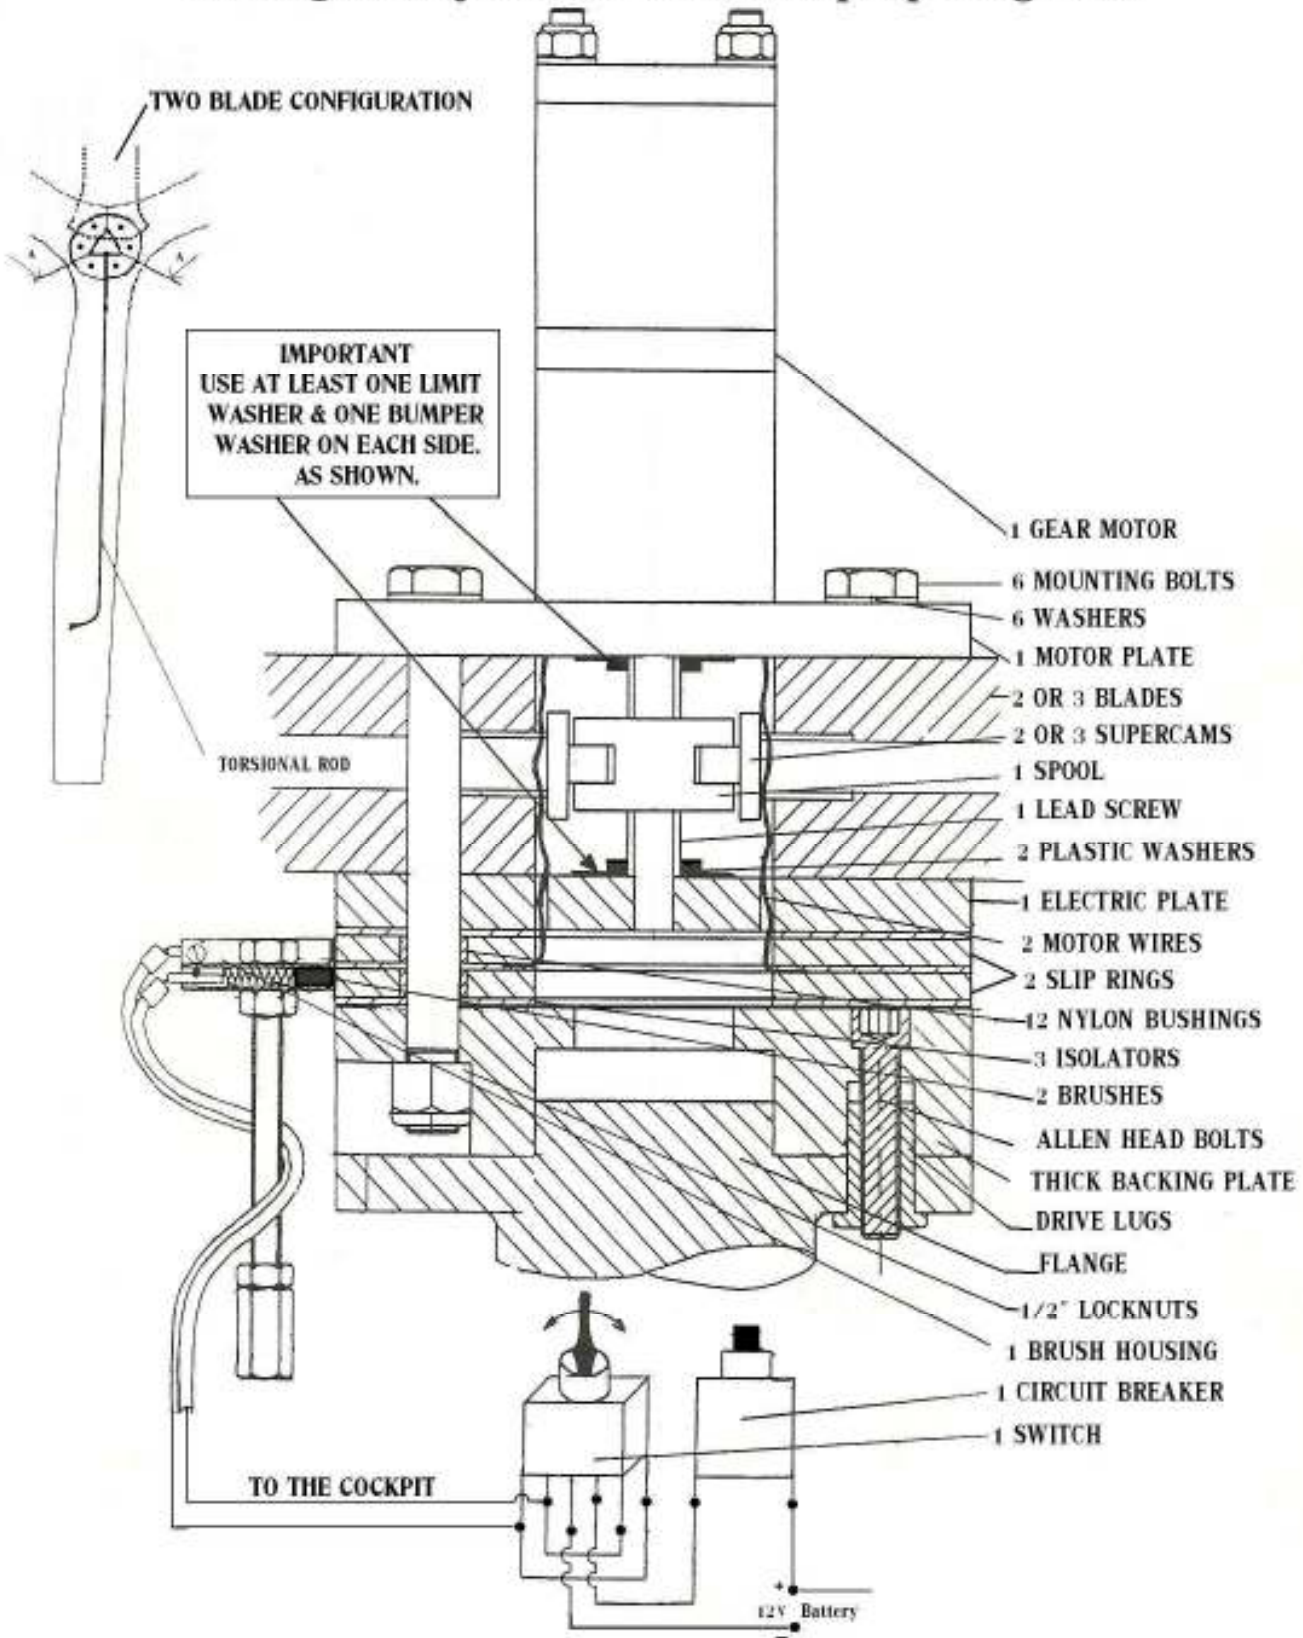 TWO BLADE CONFIGURATION
A
A
IMPORTANT
USE AT LEAST ONE LIMIT
WASHER & ONE BUMPER
WASHER ON EACH SIDE.
AS SHOWN.
TORSIONAL ROD
1 GEAR MOTOR
6 MOUNTING BOLTS
6 WASHERS
1 MOTOR PLATE
2 OR 3 BLADES
2 OR 3 SUPERCAMS
1 SPOOL
1 LEAD SCREW
2 PLASTIC WASHERS
1 ELECTRIC PLATE
2 MOTOR WIRES
2 SLIP RINGS
12 NYLON BUSHINGS
3 ISOLATORS
2 BRUSHES
ALLEN HEAD BOLTS
THICK BACKING PLATE
DRIVE LUGS
FLANGE
1/2" LOCKNUTS
1 BRUSH HOUSING
1 CIRCUIT BREAKER
1 SWITCH
TO THE COCKPIT
+
12V Battery
-